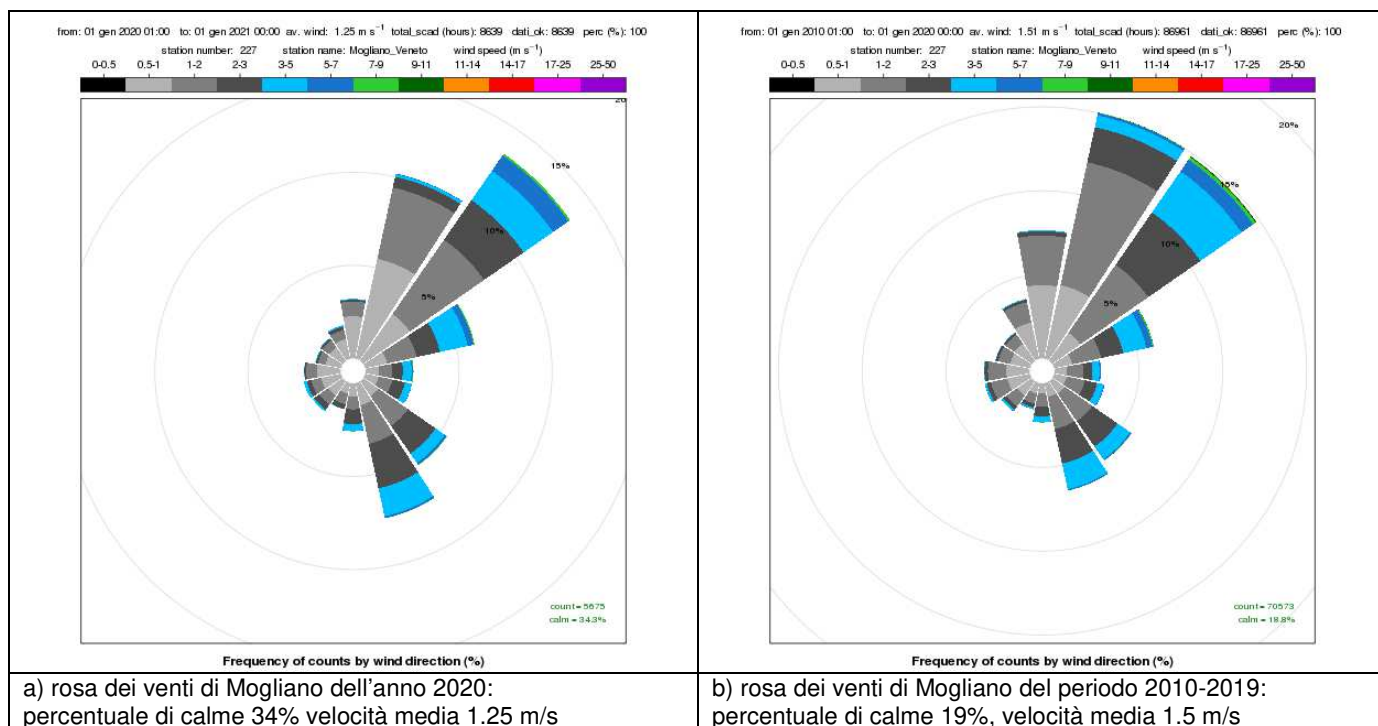 from: 01 gen 2020 01:00 to: 01 gen 2021 00:00 av. wind: 1.25 m s⁻¹ total_scad (hours): 8639 dati_ok: 8639 perc (%): 100
station number: 227 station name: Mogliano_Veneto wind speed (m s⁻¹)
0-0.5 0.5-1 1-2 2-3 3-5 5-7 7-9 9-11 11-14 14-17 17-25 25-50
20
15%
10%
5%
count = 5675
calm = 34.3%
Frequency of counts by wind direction (%)
a) rosa dei venti di Mogliano dell'anno 2020:
percentuale di calme 34% velocità media 1.25 m/s
from: 01 gen 2010 01:00 to: 01 gen 2020 00:00 av. wind: 1.51 m s⁻¹ total_scad (hours): 86961 dati_ok: 86961 perc (%): 100
station number: 227 station name: Mogliano_Veneto wind speed (m s⁻¹)
0-0.5 0.5-1 1-2 2-3 3-5 5-7 7-9 9-11 11-14 14-17 17-25 25-50
20%
15%
10%
5%
count = 70573
calm = 18.8%
Frequency of counts by wind direction (%)
b) rosa dei venti di Mogliano del periodo 2010-2019:
percentuale di calme 19%, velocità media 1.5 m/s